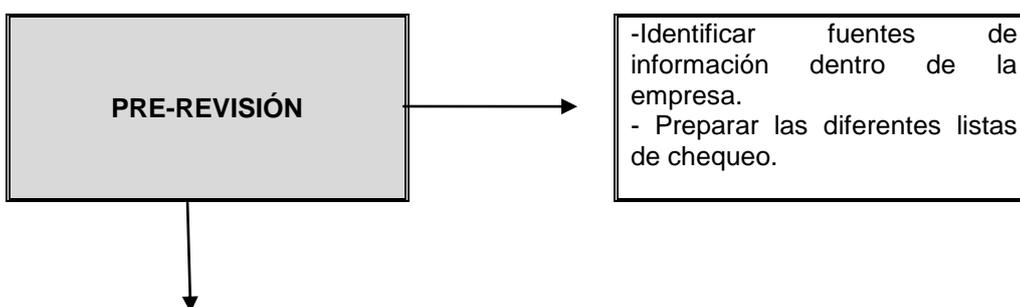 PRE-REVISIÓN
-Identificar fuentes de
información dentro de la
empresa.
- Preparar las diferentes listas
de chequeo.